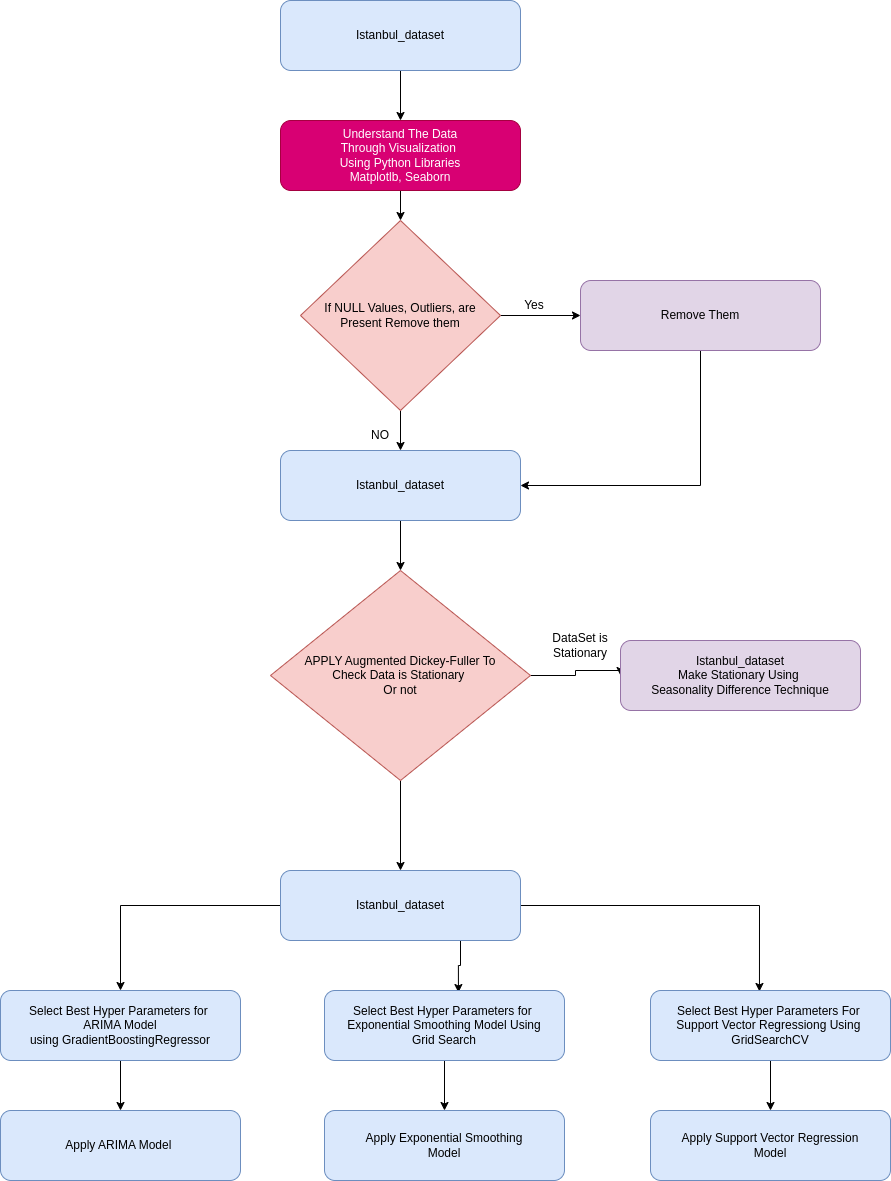 Istanbul_dataset
Understand The Data
Through Visualization
Using Python Libraries
Matplotlb, Seaborn
If NULL Values, Outliers, are
Present Remove them
Yes
Remove Them
NO
Istanbul_dataset
APPLY Augmented Dickey-Fuller To
Check Data is Stationary
Or not
DataSet is
Stationary
Istanbul_dataset
Make Stationary Using
Seasonality Difference Technique
Istanbul_dataset
Select Best Hyper Parameters for
ARIMA Model
using GradientBoostingRegressor
Select Best Hyper Parameters for
Exponential Smoothing Model Using
Grid Search
Select Best Hyper Parameters For
Support Vector Regressiong Using
GridSearchCV
Apply ARIMA Model
Apply Exponential Smoothing
Model
Apply Support Vector Regression
Model